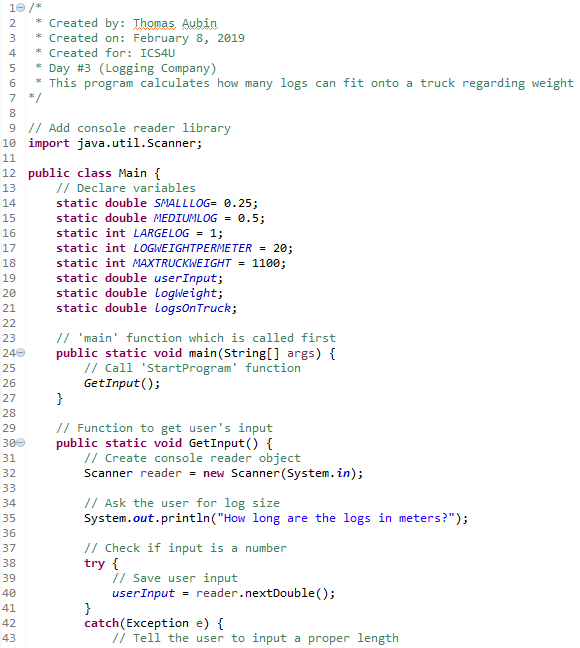 1 /*
2  * Created by: Thomas Aubin
3  * Created on: February 8, 2019
4  * Created for: ICS4U
5  * Day #3 (Logging Company)
6  * This program calculates how many logs can fit onto a truck regarding weight
7 */
8
9 // Add console reader library
10 import java.util.Scanner;
11
12 public class Main {
13     // Declare variables
14     static double SMALLLOG= 0.25;
15     static double MEDIUMLOG = 0.5;
16     static int LARGELOG = 1;
17     static int LOGWEIGHTPERMETER = 20;
18     static int MAXTRUCKWEIGHT = 1100;
19     static double userInput;
20     static double logWeight;
21     static double logsOnTruck;
22
23     // 'main' function which is called first
24     public static void main(String[] args) {
25         // Call 'StartProgram' function
26         GetInput();
27     }
28
29     // Function to get user's input
30     public static void GetInput() {
31         // Create console reader object
32         Scanner reader = new Scanner(System.in);
33
34         // Ask the user for log size
35         System.out.println("How long are the logs in meters?");
36
37         // Check if input is a number
38         try {
39             // Save user input
40             userInput = reader.nextDouble();
41         }
42         catch(Exception e) {
43             // Tell the user to input a proper length